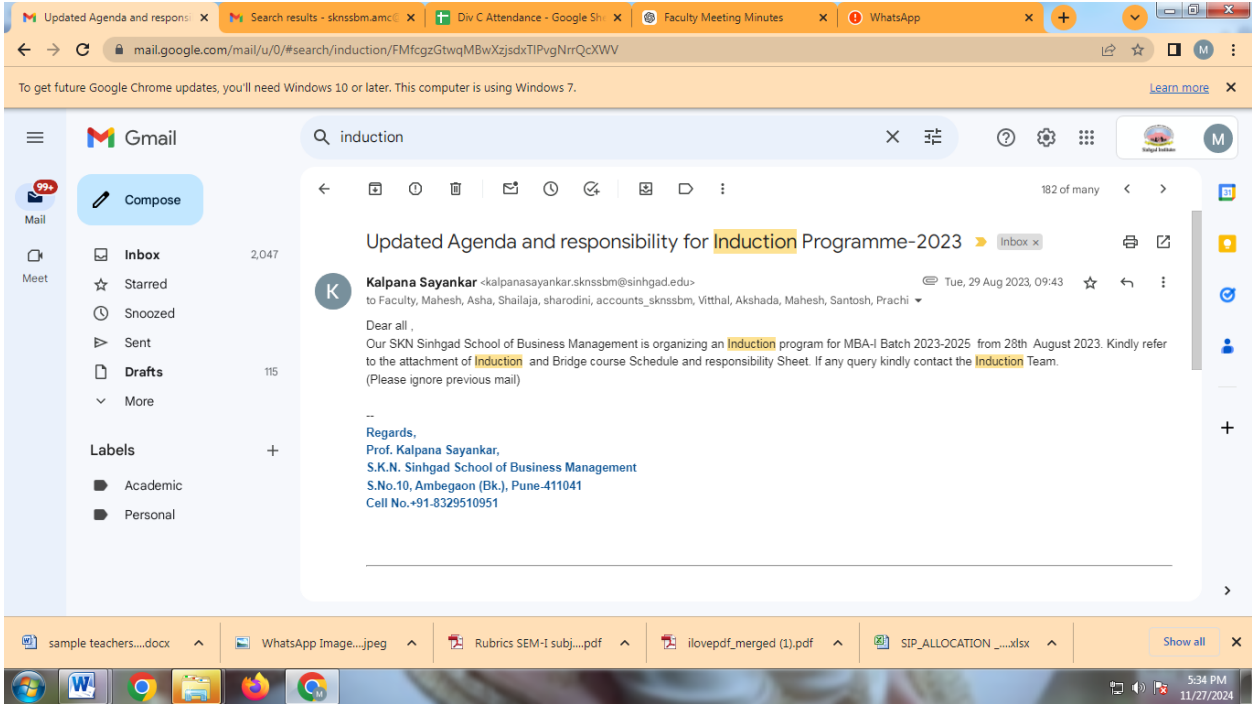 Updated Agenda and responsi
Search results - sknssbm.amc
Div C Attendance - Google She
Faculty Meeting Minutes
WhatsApp
mail.google.com/mail/u/0/#search/induction/FMfcgzGtwqMBwXzjsdxTlPvgNrrQcXWV
M
To get future Google Chrome updates, you'll need Windows 10 or later. This computer is using Windows 7.
Learn more
Gmail
induction
M
99+
Mail
Meet
Compose
Inbox 2,047
Starred
Snoozed
Sent
Drafts 115
More
Labels
Academic
Personal
182 of many
31
Updated Agenda and responsibility for Induction Programme-2023
Inbox x
K
Kalpana Sayankar <kalpanasayankar.sknssbm@sinhgad.edu>
Tue, 29 Aug 2023, 09:43
to Faculty, Mahesh, Asha, Shailaja, sharodini, accounts_sknssbm, Vitthal, Akshada, Mahesh, Santosh, Prachi
Dear all ,
Our SKN Sinhgad School of Business Management is organizing an Induction program for MBA-I Batch 2023-2025 from 28th August 2023. Kindly refer
to the attachment of Induction and Bridge course Schedule and responsibility Sheet. If any query kindly contact the Induction Team.
(Please ignore previous mail)
--
Regards,
Prof. Kalpana Sayankar,
S.K.N. Sinhgad School of Business Management
S.No.10, Ambegaon (Bk.), Pune-411041
Cell No.+91-8329510951
sample teachers....docx
WhatsApp Image...jpeg
Rubrics SEM-I subj....pdf
ilovepdf_merged (1).pdf
SIP_ALLOCATION _....xlsx
Show all
5:34 PM
11/27/2024